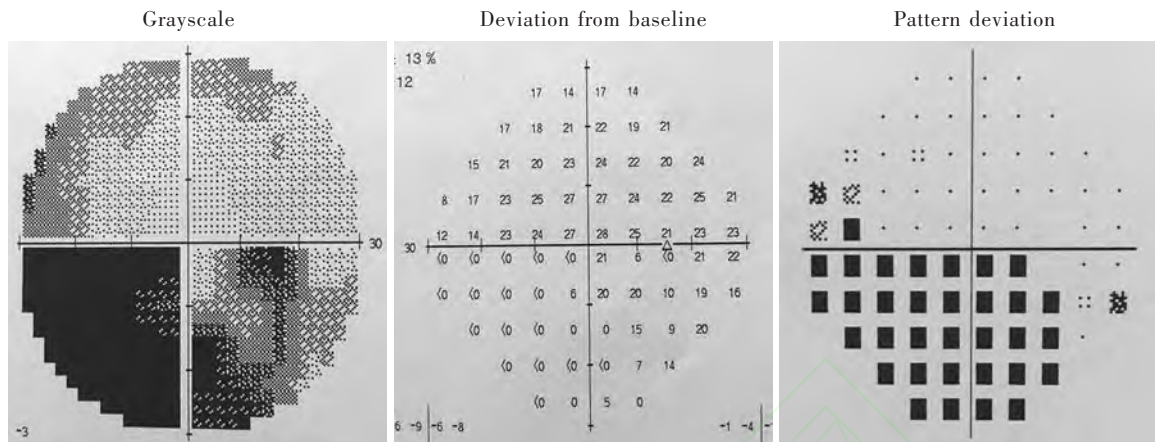 Grayscale
Deviation from baseline
Pattern deviation
30
-3
: 13 %
12
17 14 17 14
17 18 21 22 19 21
15 21 20 23 24 22 20 24
8 17 23 25 27 27 24 22 25 21
30 12 14 23 24 27 28 25 21 23 23
⟨0 ⟨0 ⟨0 ⟨0 ⟨0 21 6 ⟨0 21 22
⟨0 ⟨0 ⟨0 ⟨0 6 20 20 10 19 16
⟨0 ⟨0 ⟨0 0 0 15 9 20
⟨0 ⟨0 ⟨0 ⟨0 7 14
⟨0 0 5 0
-9 -6 -8
-1 -4